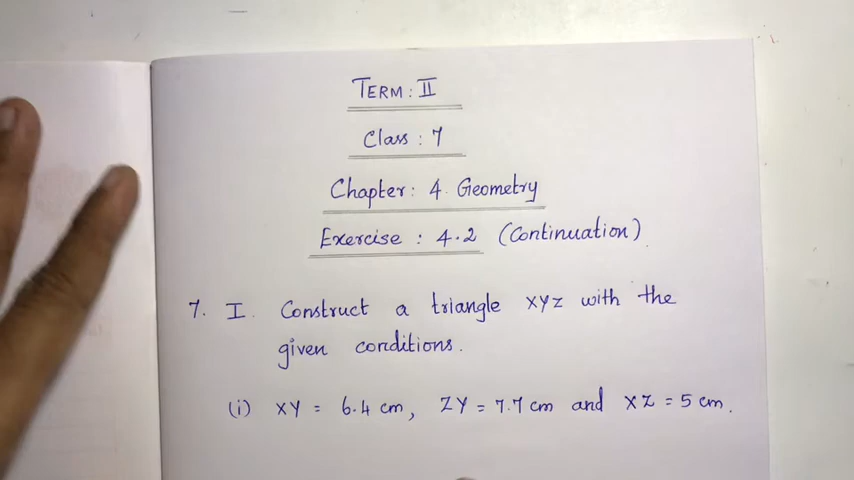 TERM: II
Class: 7
Chapter: 4. Geometry
Exercise: 4.2 (Continuation)
7. I. Construct a triangle XYZ with the
given conditions.
(i) XY = 6.4 cm, ZY = 7.7 cm and XZ = 5 cm.